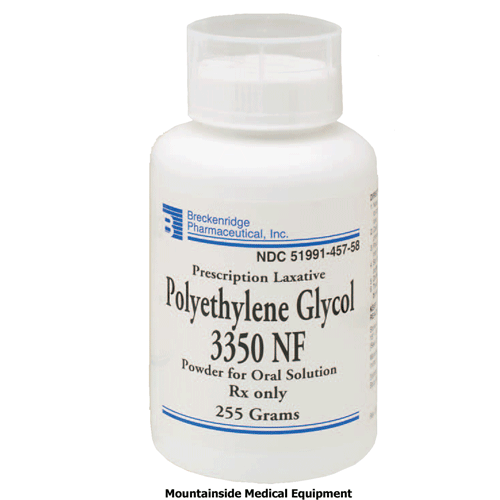 Breckenridge
Pharmaceutical, Inc.
NDC 51991-457-58
Prescription Laxative
Polyethylene Glycol
3350 NF
Powder for Oral Solution
Rx only
255 Grams
Mountainside Medical Equipment